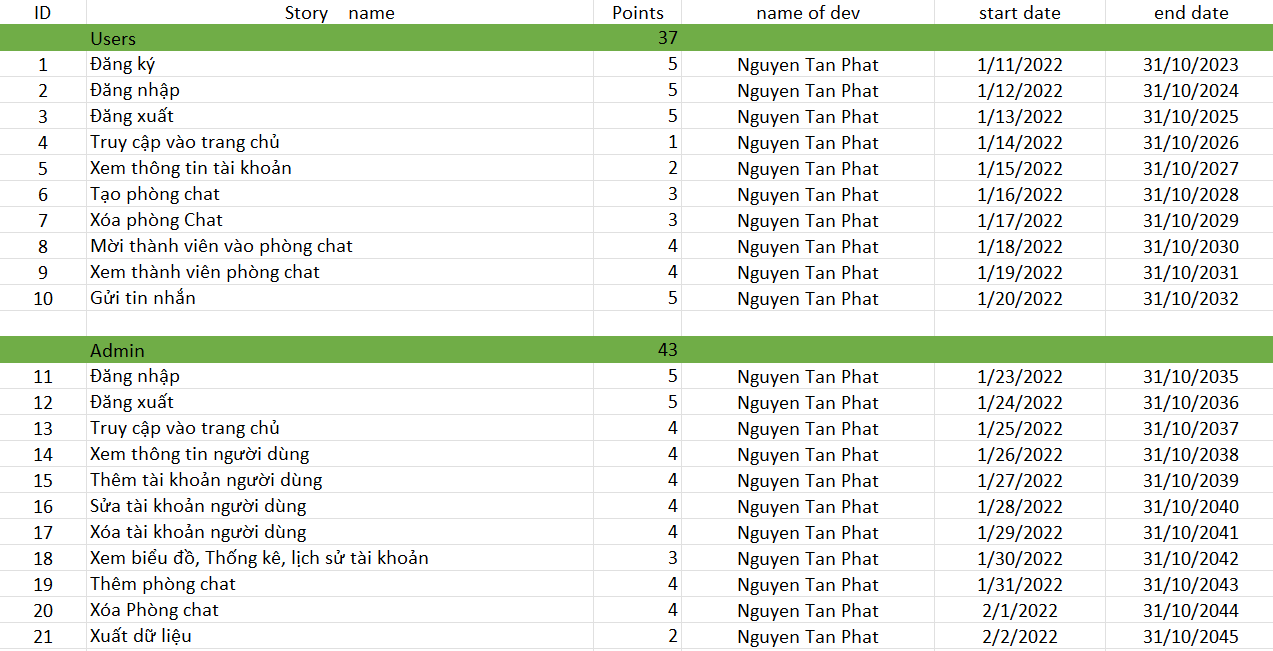 ID Story name Points name of dev start date end date
Users 37
1 Đăng ký 5 Nguyen Tan Phat 1/11/2022 31/10/2023
2 Đăng nhập 5 Nguyen Tan Phat 1/12/2022 31/10/2024
3 Đăng xuất 5 Nguyen Tan Phat 1/13/2022 31/10/2025
4 Truy cập vào trang chủ 1 Nguyen Tan Phat 1/14/2022 31/10/2026
5 Xem thông tin tài khoản 2 Nguyen Tan Phat 1/15/2022 31/10/2027
6 Tạo phòng chat 3 Nguyen Tan Phat 1/16/2022 31/10/2028
7 Xóa phòng Chat 3 Nguyen Tan Phat 1/17/2022 31/10/2029
8 Mời thành viên vào phòng chat 4 Nguyen Tan Phat 1/18/2022 31/10/2030
9 Xem thành viên phòng chat 4 Nguyen Tan Phat 1/19/2022 31/10/2031
10 Gửi tin nhắn 5 Nguyen Tan Phat 1/20/2022 31/10/2032
Admin 43
11 Đăng nhập 5 Nguyen Tan Phat 1/23/2022 31/10/2035
12 Đăng xuất 5 Nguyen Tan Phat 1/24/2022 31/10/2036
13 Truy cập vào trang chủ 4 Nguyen Tan Phat 1/25/2022 31/10/2037
14 Xem thông tin người dùng 4 Nguyen Tan Phat 1/26/2022 31/10/2038
15 Thêm tài khoản người dùng 4 Nguyen Tan Phat 1/27/2022 31/10/2039
16 Sửa tài khoản người dùng 4 Nguyen Tan Phat 1/28/2022 31/10/2040
17 Xóa tài khoản người dùng 4 Nguyen Tan Phat 1/29/2022 31/10/2041
18 Xem biểu đồ, Thống kê, lịch sử tài khoản 3 Nguyen Tan Phat 1/30/2022 31/10/2042
19 Thêm phòng chat 4 Nguyen Tan Phat 1/31/2022 31/10/2043
20 Xóa Phòng chat 4 Nguyen Tan Phat 2/1/2022 31/10/2044
21 Xuất dữ liệu 2 Nguyen Tan Phat 2/2/2022 31/10/2045